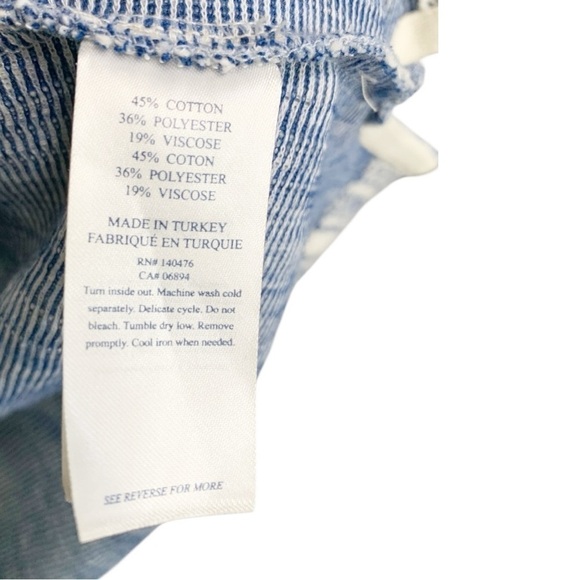 45% COTTON
36% POLYESTER
19% VISCOSE
45% COTON
36% POLYESTER
19% VISCOSE
MADE IN TURKEY
FABRIQUÉ EN TURQUIE
RN# 140476
CA# 06894
Turn inside out. Machine wash cold
separately. Delicate cycle. Do not
bleach. Tumble dry low. Remove
promptly. Cool iron when needed.
SEE REVERSE FOR MORE